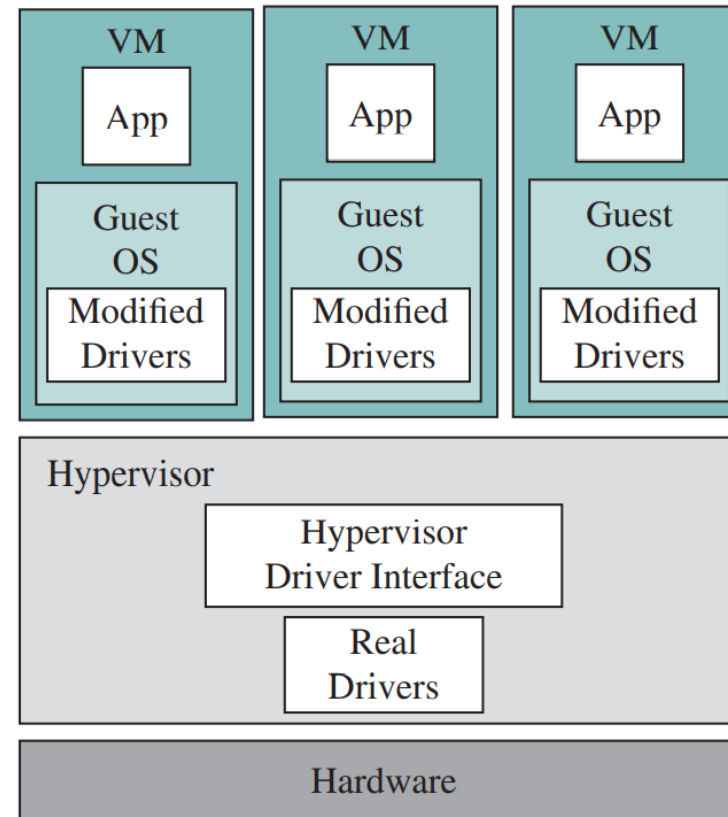 VM
App
Guest
OS
Modified
Drivers
VM
App
Guest
OS
Modified
Drivers
VM
App
Guest
OS
Modified
Drivers
Hypervisor
Hypervisor
Driver Interface
Real
Drivers
Hardware